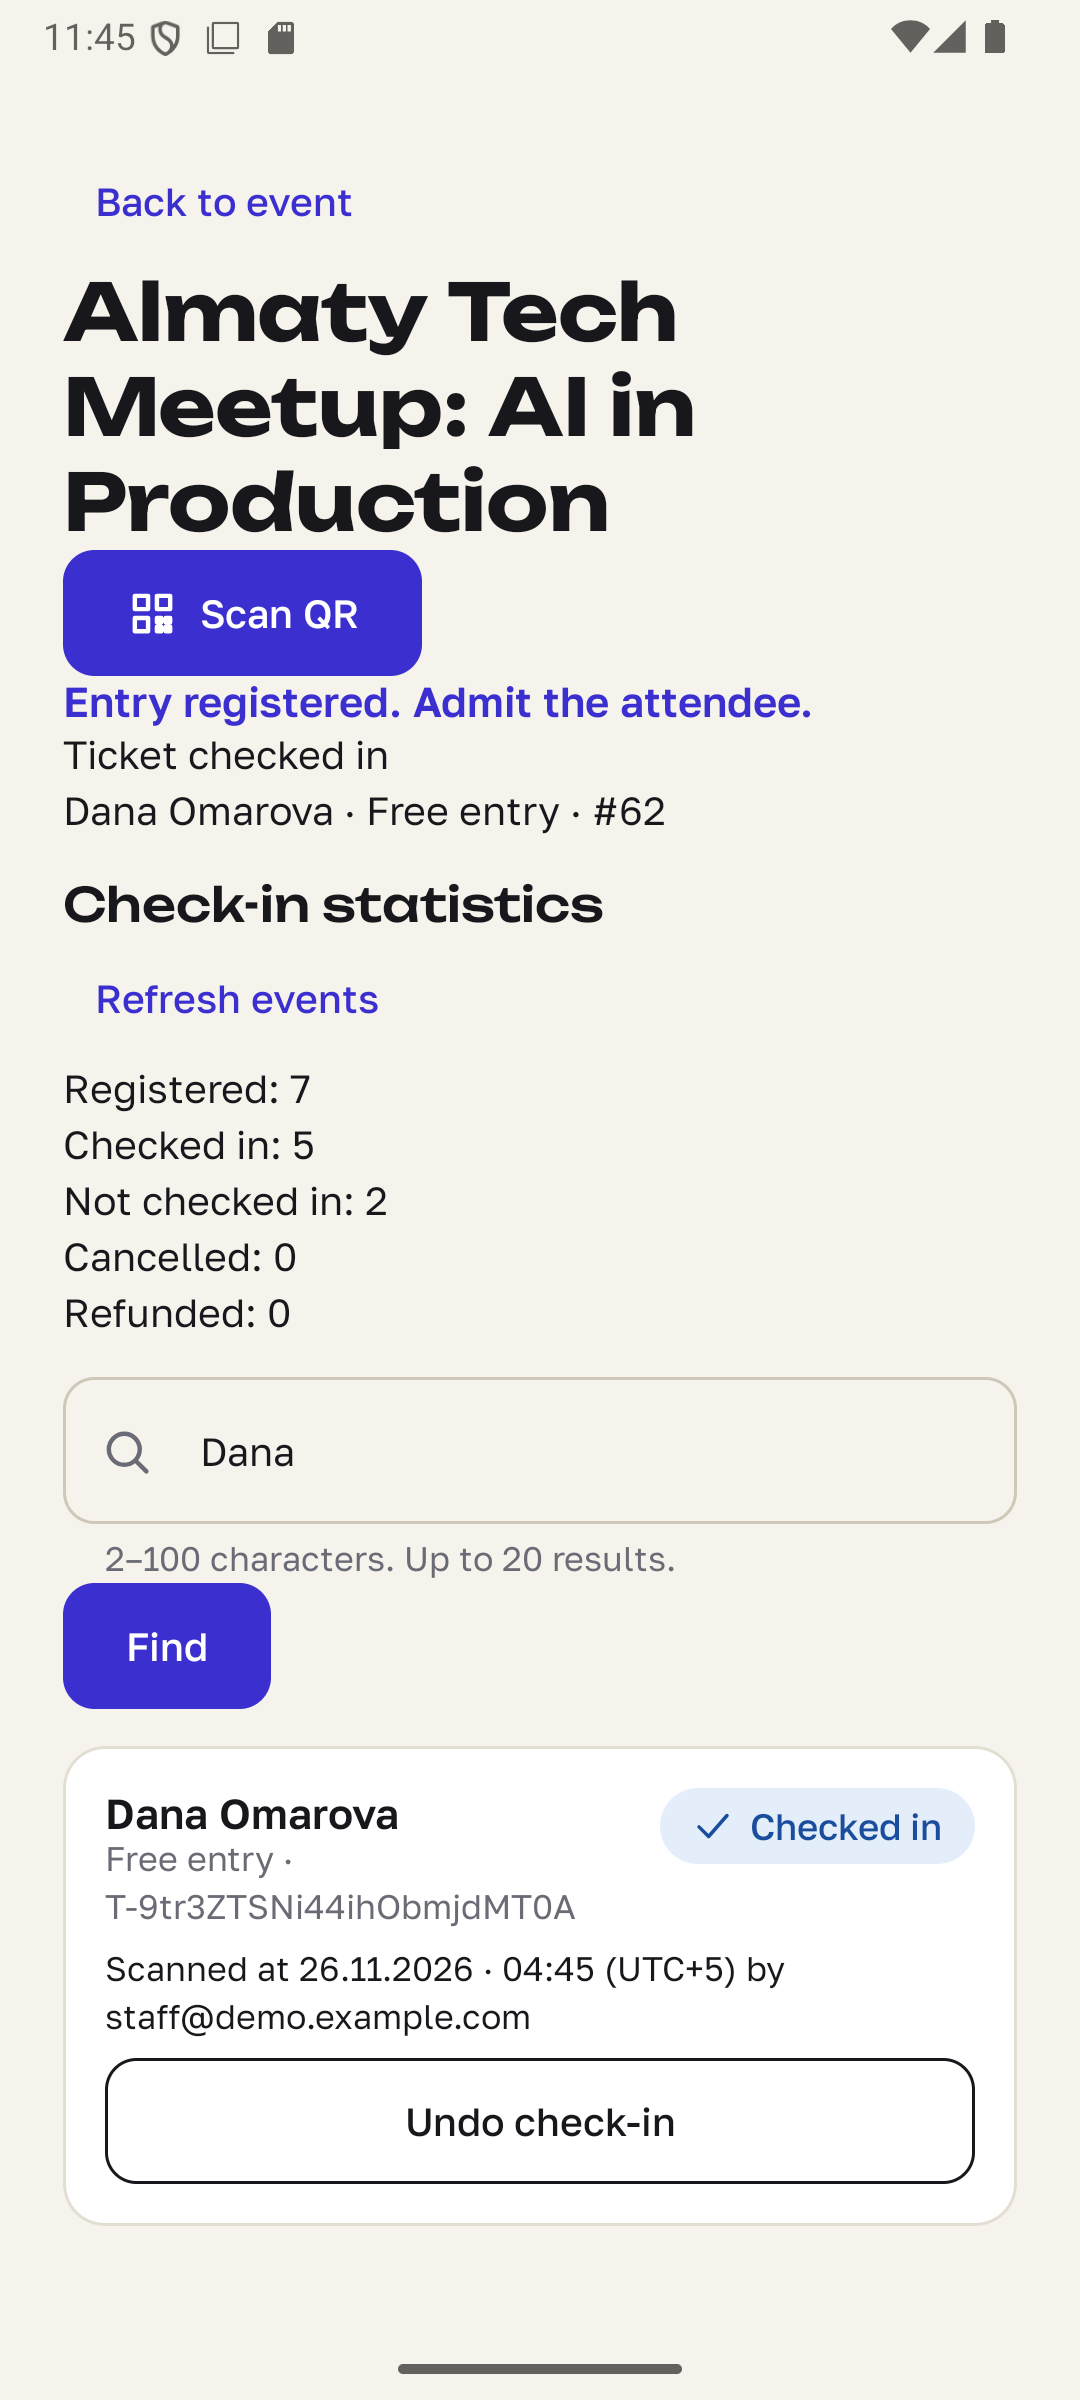 11:45
Back to event
Almaty Tech
Meetup: AI in
Production
Scan QR
Entry registered. Admit the attendee.
Ticket checked in
Dana Omarova · Free entry · #62
Check-in statistics
Refresh events
Registered: 7
Checked in: 5
Not checked in: 2
Cancelled: 0
Refunded: 0
Dana
2–100 characters. Up to 20 results.
Find
Dana Omarova
Checked in
Free entry ·
T-9tr3ZTSNi44ihObmjdMT0A
Scanned at 26.11.2026 · 04:45 (UTC+5) by
staff@demo.example.com
Undo check-in